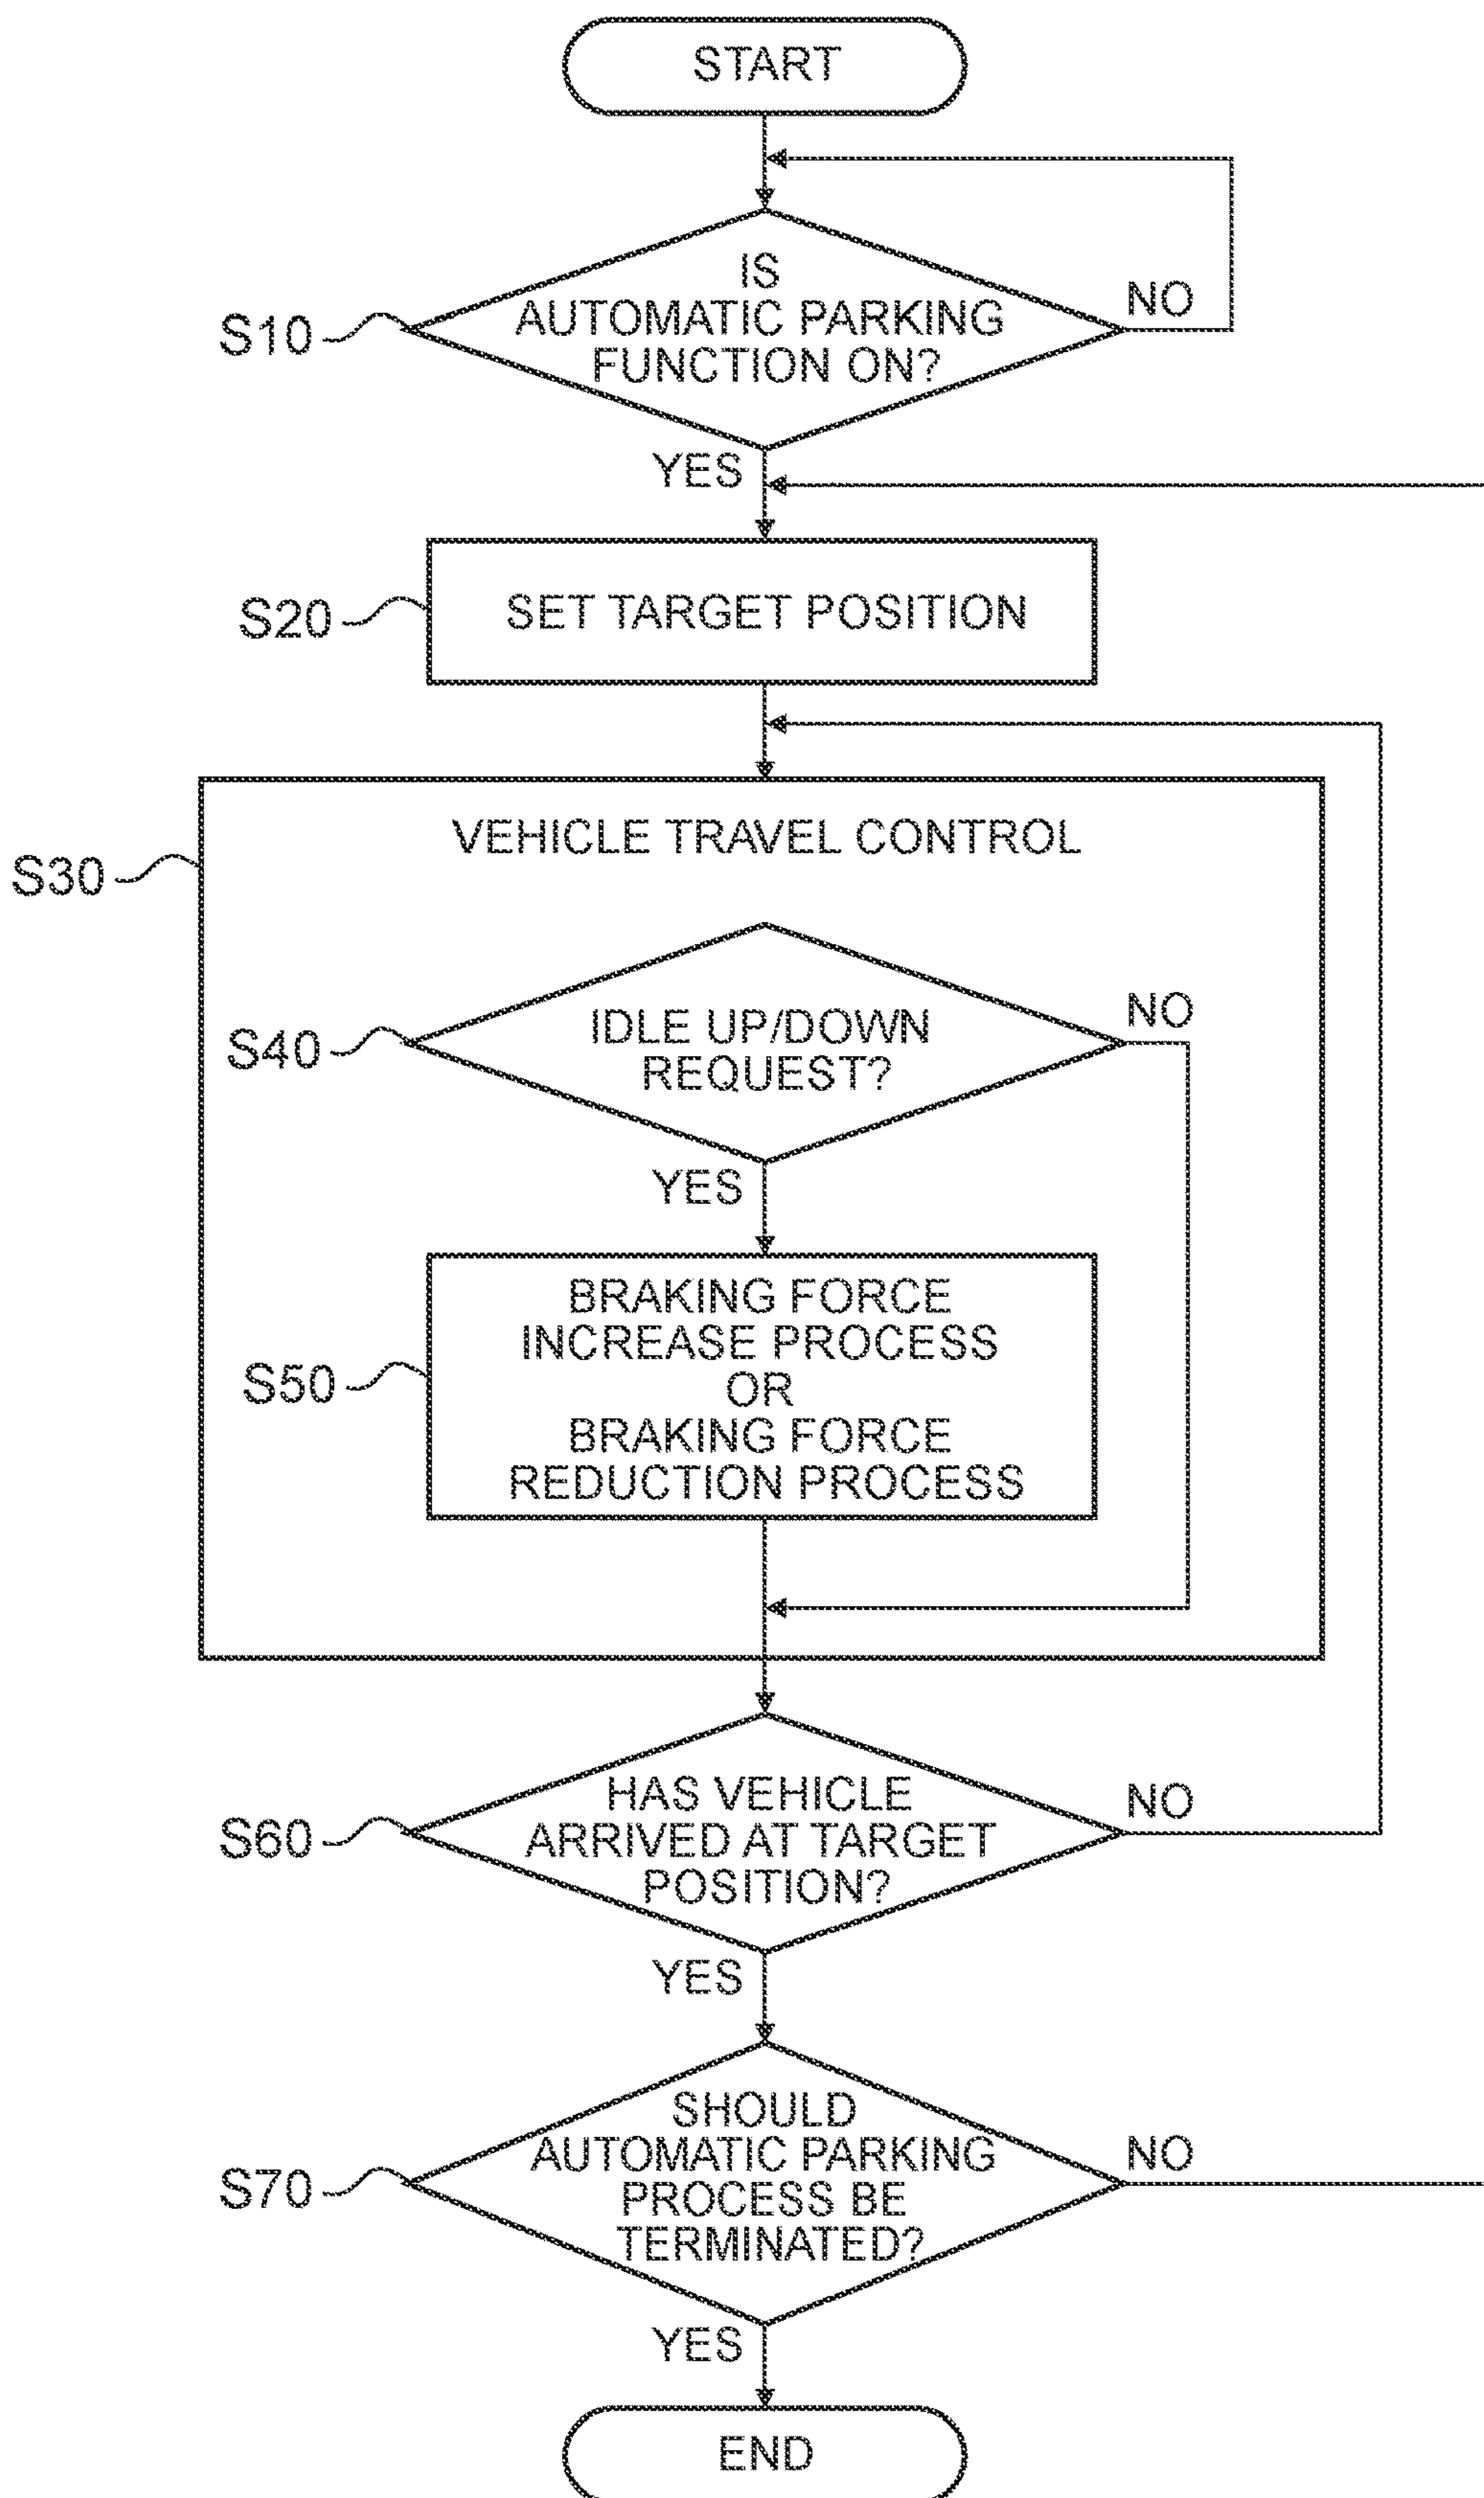 START
IS
AUTOMATIC PARKING
FUNCTION ON?
S10
NO
YES
SET TARGET POSITION
S20
VEHICLE TRAVEL CONTROL
S30
IDLE UP/DOWN
REQUEST?
S40
NO
YES
BRAKING FORCE
INCREASE PROCESS
OR
BRAKING FORCE
REDUCTION PROCESS
S50
HAS VEHICLE
ARRIVED AT TARGET
POSITION?
S60
NO
YES
SHOULD
AUTOMATIC PARKING
PROCESS BE
TERMINATED?
S70
NO
YES
END